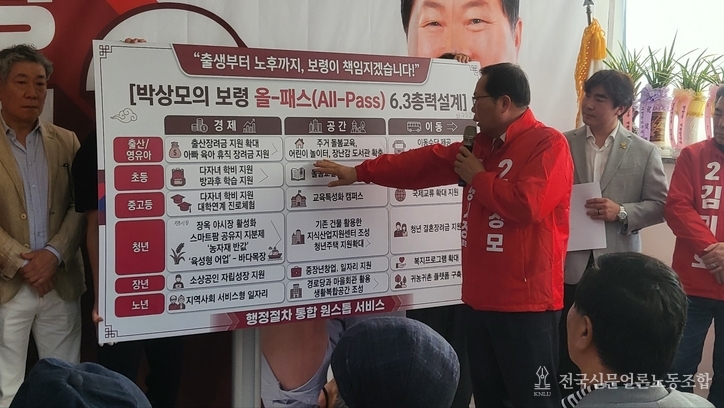 "출생부터 노후까지, 보령이 책임지겠습니다!"
[박상모의 보령 올-패스(All-Pass) 6.3총력설계]
경제 공간 이동
출산/영유아
출산장려금 지원 확대
아빠 육아 휴직 장려금 지원
주거 돌봄교육,
어린이 놀이터, 장난감 도서관 확충
초등
다자녀 학비 지원
방과후 학습 지원
중고등
다자녀 학비 지원
대학연계 진로체험
교육특성화 캠퍼스
국제교류 확대 지원
청년
장옥 야시장 활성화
스마트팜 공유지 지분제
'농자재 반값'
'육성형 어업' - 바다목장
기존 건물 활용한
지식산업지원센터 조성
청년주택 지원확대
청년 결혼장려금 지원
장년
소상공인 자립성장 지원
중장년창업, 일자리 지원
복지프로그램 확대
노년
지역사회 서비스형 일자리
경로당과 마을회관 활용
생활복합공간 조성
귀농귀촌 플랫폼 구축
행정절차 통합 원스톱 서비스
2
상모
2
김
KNLU
전국신문언론노동조합